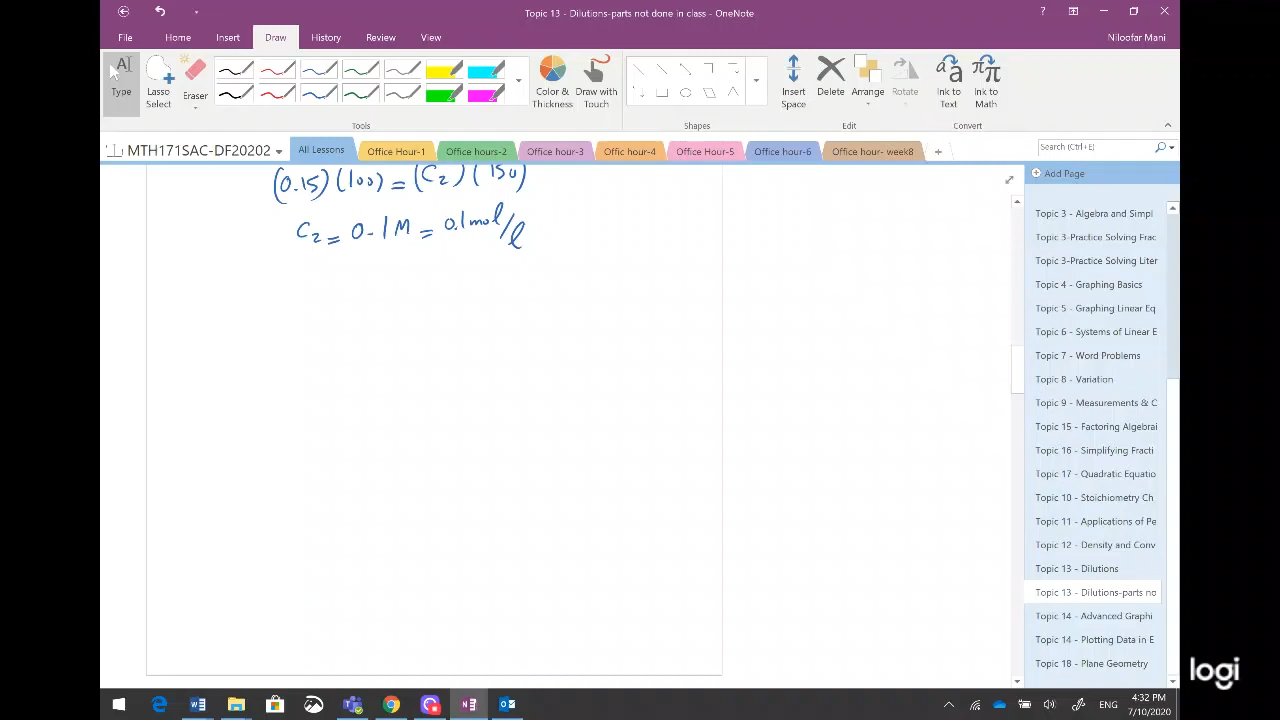 Topic 13 - Dilutions-parts not done in class - OneNote
?
File
Home
Insert
Draw
History
Review
View
Niloofar Mani
Type
Lasso
Select
Eraser
Color &
Thickness
Draw with
Touch
Insert
Space
Delete
Arrange
Rotate
Ink to
Text
Ink to
Math
Tools
Shapes
Edit
Convert
MTH171SAC-DF20202
All Lessons
Office Hour-1
Office hours-2
Office hour-3
Offic hour-4
Office Hour-5
Office hour-6
Office hour- week8
Search (Ctrl+E)
Add Page
(0.15)(100) = (C2)(150)
C2 = 0.1 M = 0.1 mol/l
Topic 3 - Algebra and Simpl
Topic 3-Practice Solving Frac
Topic 3-Practice Solving Liter
Topic 4 - Graphing Basics
Topic 5 - Graphing Linear Eq
Topic 6 - Systems of Linear E
Topic 7 - Word Problems
Topic 8 - Variation
Topic 9 - Measurements & C
Topic 15 - Factoring Algebrai
Topic 16 - Simplifying Fracti
Topic 17 - Quadratic Equatio
Topic 10 - Stoichiometry Ch
Topic 11 - Applications of Pe
Topic 12 - Density and Conv
Topic 13 - Dilutions
Topic 13 - Dilutions-parts no
Topic 14 - Advanced Graphi
Topic 14 - Plotting Data in E
Topic 18 - Plane Geometry
logi
ENG
4:32 PM
7/10/2020